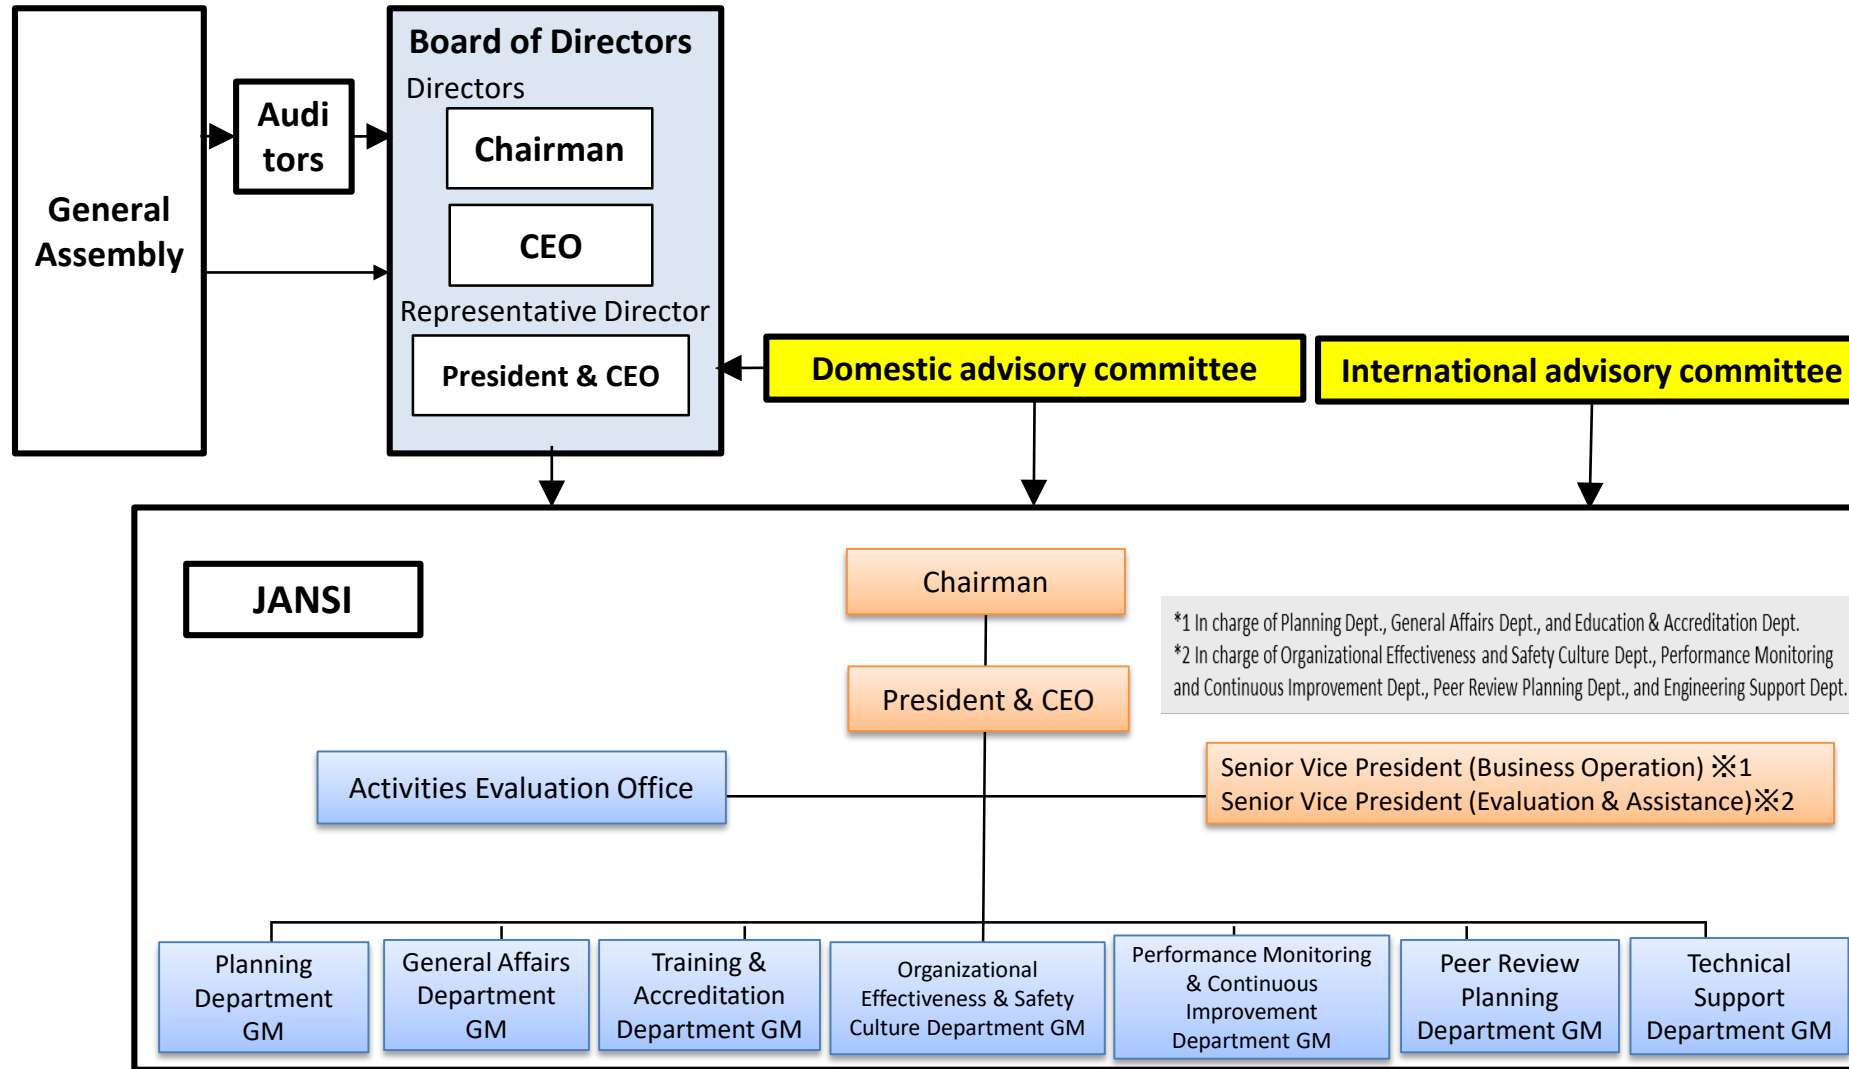 General
Assembly
Audi
tors
Board of Directors
Directors
Chairman
CEO
Representative Director
President & CEO
Domestic advisory committee
International advisory committee
JANSI
Chairman
President & CEO
*1 In charge of Planning Dept., General Affairs Dept., and Education & Accreditation Dept.
*2 In charge of Organizational Effectiveness and Safety Culture Dept., Performance Monitoring
and Continuous Improvement Dept., Peer Review Planning Dept., and Engineering Support Dept.
Activities Evaluation Office
Senior Vice President (Business Operation) ※1
Senior Vice President (Evaluation & Assistance)※2
Planning
Department
GM
General Affairs
Department
GM
Training &
Accreditation
Department GM
Organizational
Effectiveness & Safety
Culture Department GM
Performance Monitoring
& Continuous
Improvement
Department GM
Peer Review
Planning
Department GM
Technical
Support
Department GM